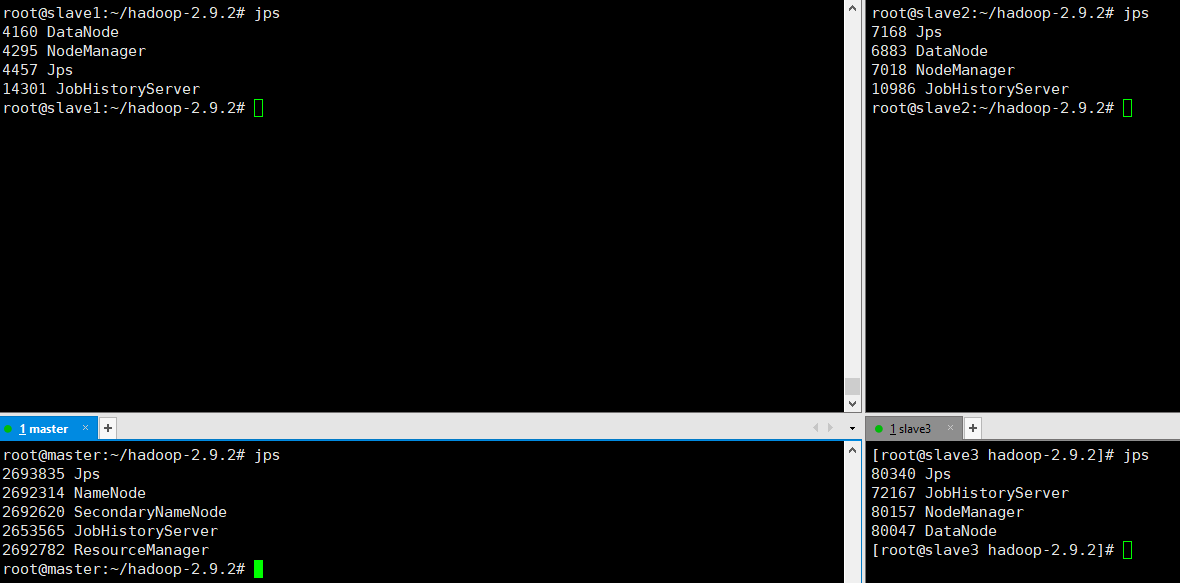 root@slave1:~/hadoop-2.9.2# jps
4160 DataNode
4295 NodeManager
4457 Jps
14301 JobHistoryServer
root@slave1:~/hadoop-2.9.2#
root@slave2:~/hadoop-2.9.2# jps
7168 Jps
6883 DataNode
7018 NodeManager
10986 JobHistoryServer
root@slave2:~/hadoop-2.9.2#
1 master × +
root@master:~/hadoop-2.9.2# jps
2693835 Jps
2692314 NameNode
2692620 SecondaryNameNode
2653565 JobHistoryServer
2692782 ResourceManager
root@master:~/hadoop-2.9.2#
1 slave3 × +
[root@slave3 hadoop-2.9.2]# jps
80340 Jps
72167 JobHistoryServer
80157 NodeManager
80047 DataNode
[root@slave3 hadoop-2.9.2]#